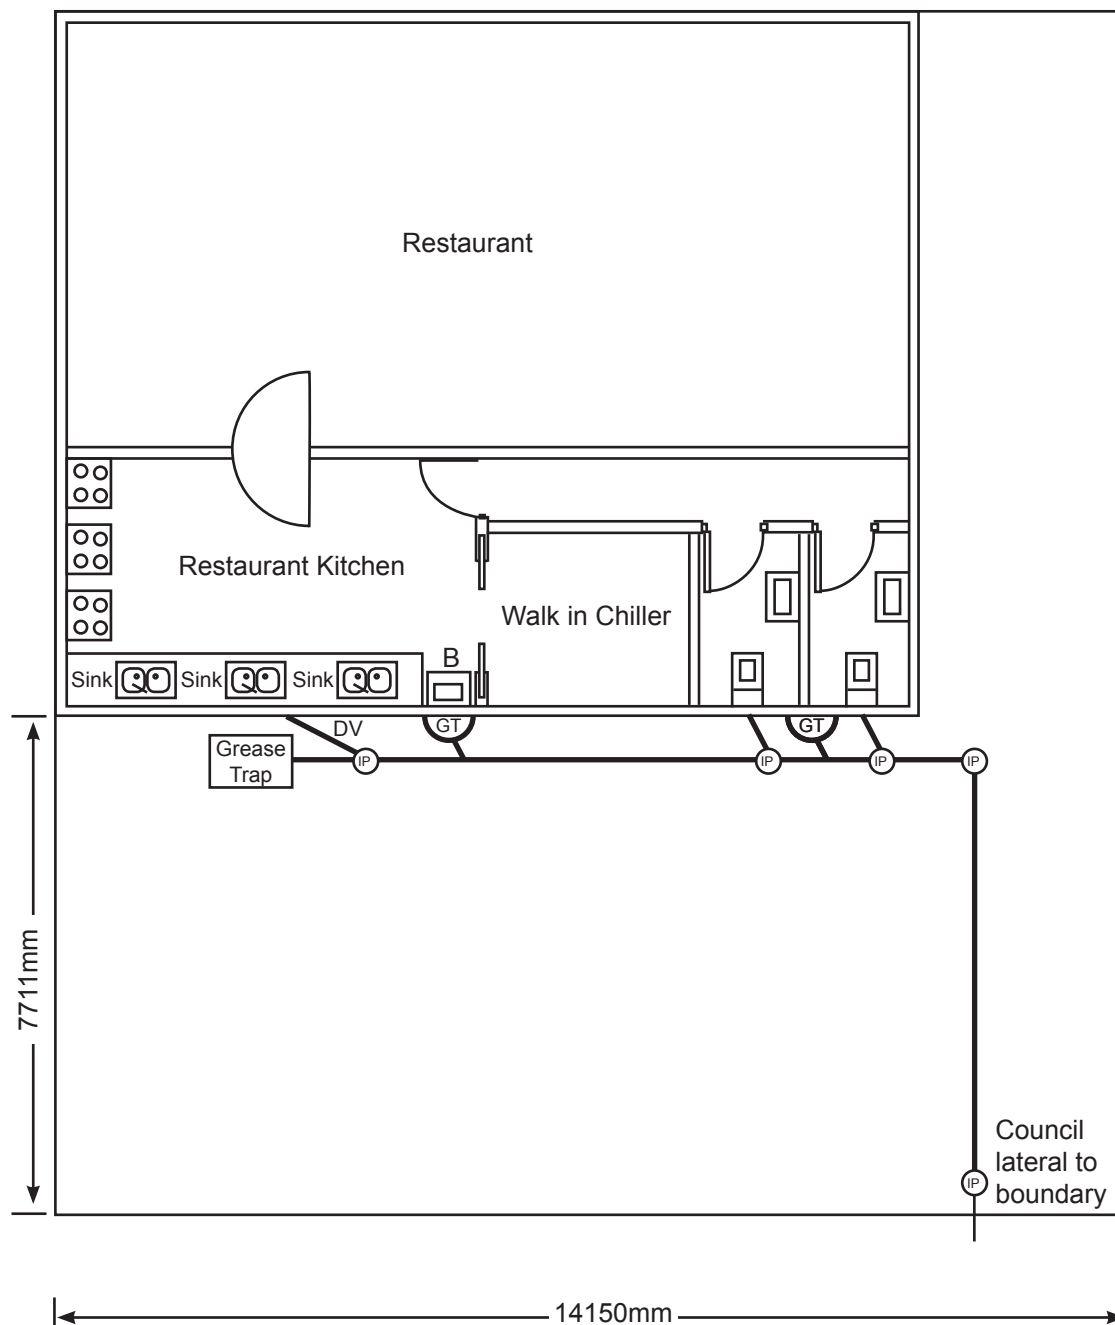 Restaurant
Restaurant Kitchen
Walk in Chiller
B
Sink
Sink
Sink
DV
GT
GT
Grease
Trap
IP
IP
IP
IP
7711mm
Council
lateral to
boundary
IP
14150mm